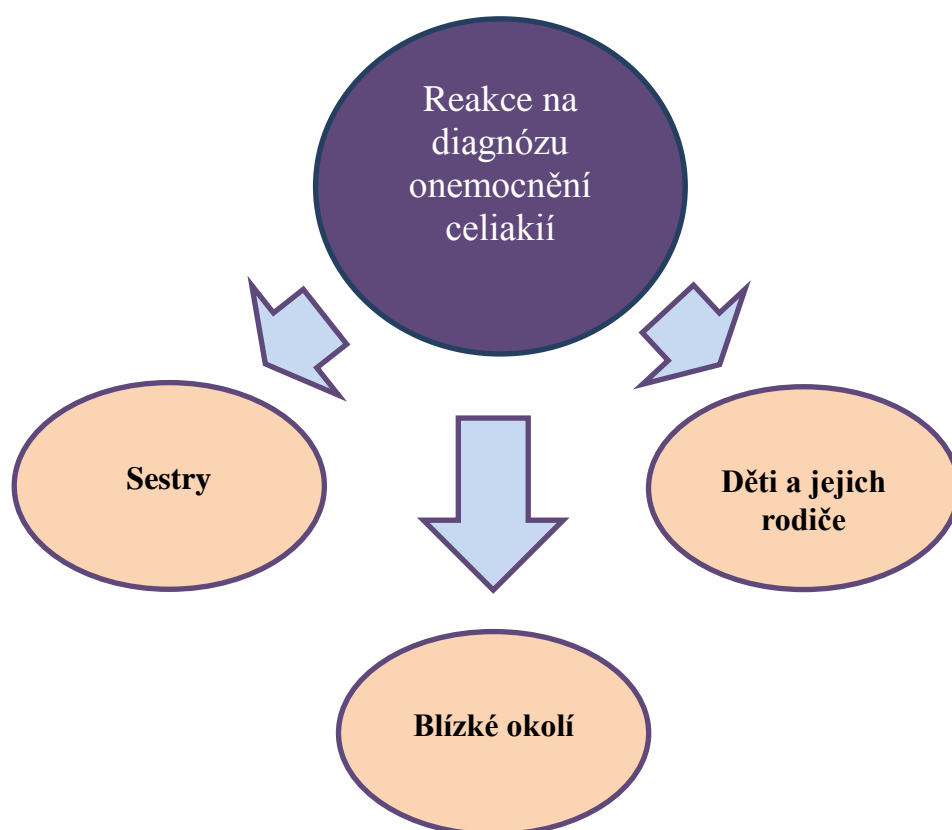 Reakce na
diagnózu
onemocnění
celiakií
Sestry
Děti a jejich
rodiče
Blízké okolí